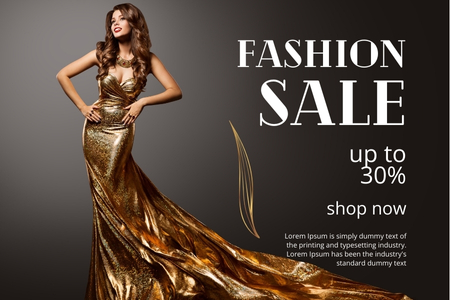 FASHION
SALE
up to
30%
shop now
Lorem Ipsum is simply dummy text of
the printing and typesetting industry.
Lorem Ipsum has been the industry's
standard dummy text